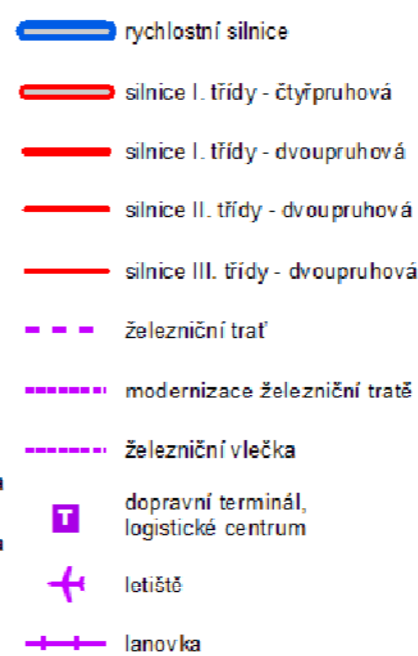 rychlostní silnice
silnice I. třídy - čtyřpruhová
silnice I. třídy - dvoupruhová
silnice II. třídy - dvoupruhová
silnice III. třídy - dvoupruhová
železniční trať
modernizace železniční tratě
železniční vlečka
T dopravní terminál,
logistické centrum
letiště
lanovka